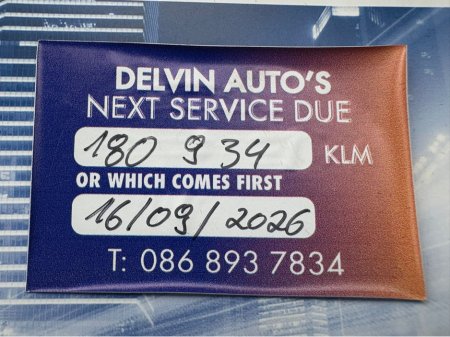 DELVIN AUTO'S
NEXT SERVICE DUE
180 934 KLM
OR WHICH COMES FIRST
16/09/2026
T: 086 893 7834